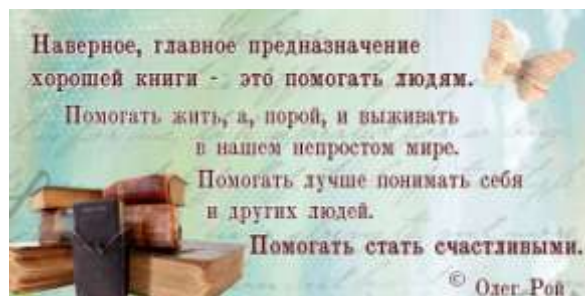 Наверное, главное предназначение
хорошей книги - это помогать людям.
Помогать жить, а, порой, и выживать
в нашем непростом мире.
Помогать лучше понимать себя
и других людей.
Помогать стать счастливыми.
© Олег Рой